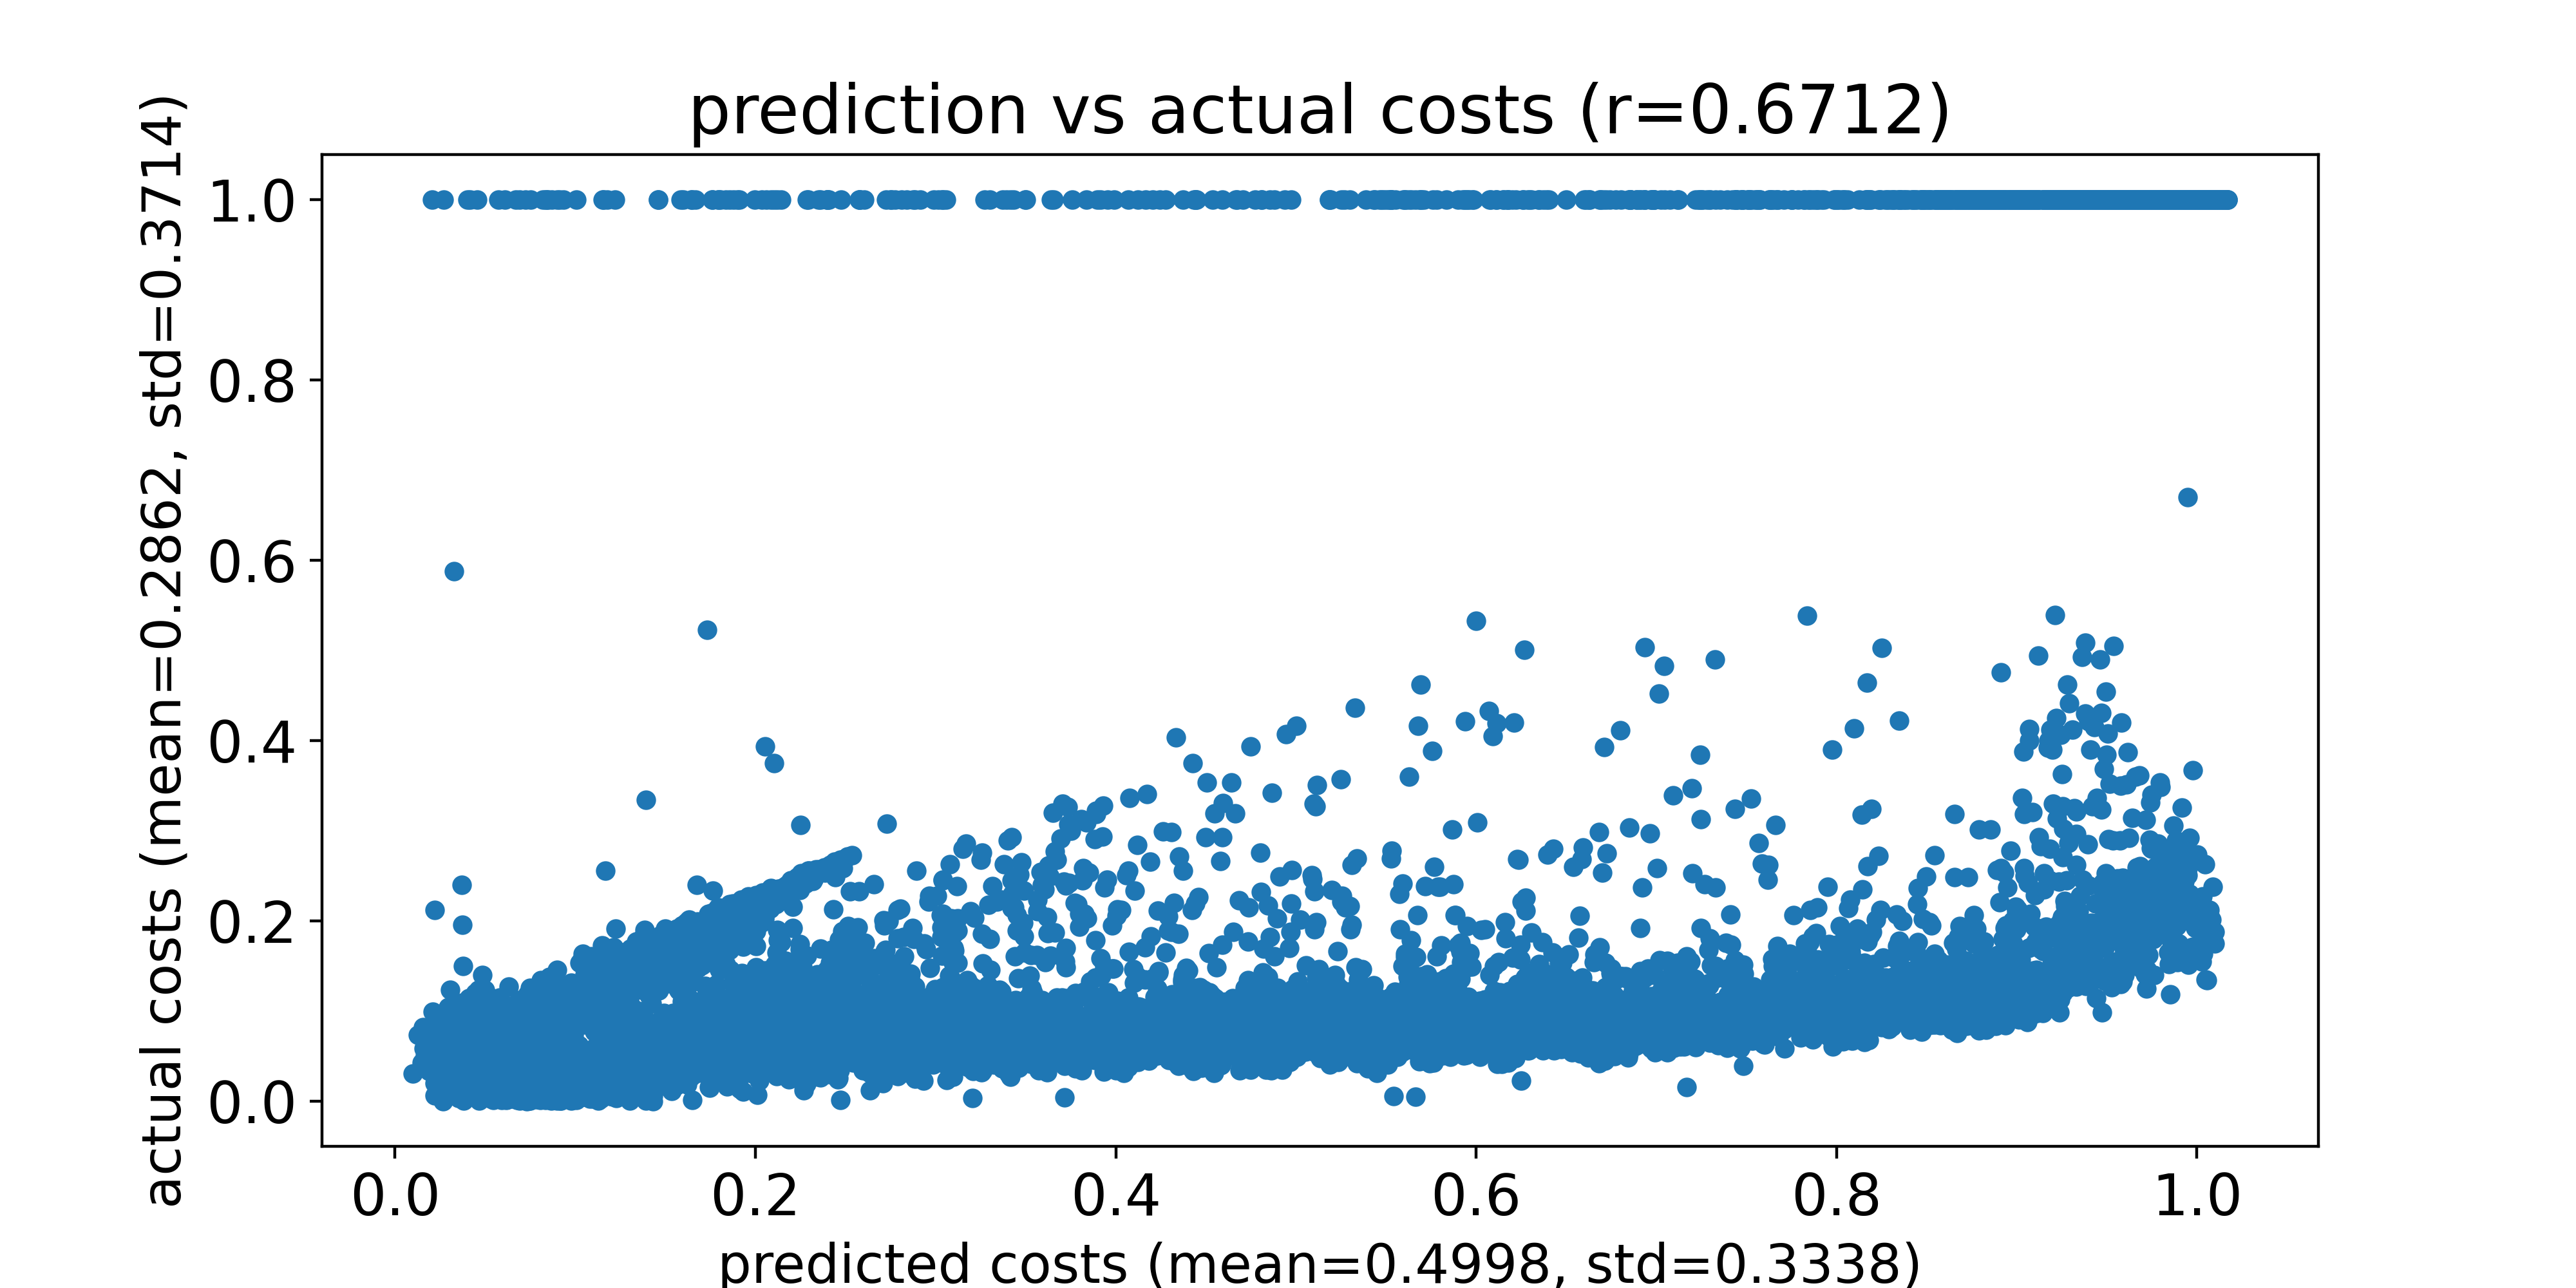 prediction vs actual costs (r=0.6712)
actual costs (mean=0.2862, std=0.3714)
1.0
0.8
0.6
0.4
0.2
0.0
0.0 0.2 0.4 0.6 0.8 1.0
predicted costs (mean=0.4998, std=0.3338)